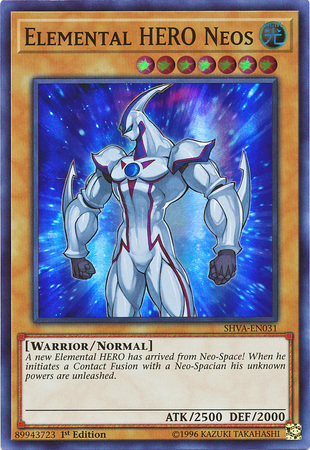 ELEMENTAL HERO NEOS
光
SHVA-EN031
[WARRIOR/NORMAL]
A new Elemental HERO has arrived from Neo-Space! When he
initiates a Contact Fusion with a Neo-Spacian his unknown
powers are unleashed.
ATK/2500 DEF/2000
89943723 1st Edition ©1996 KAZUKI TAKAHASHI